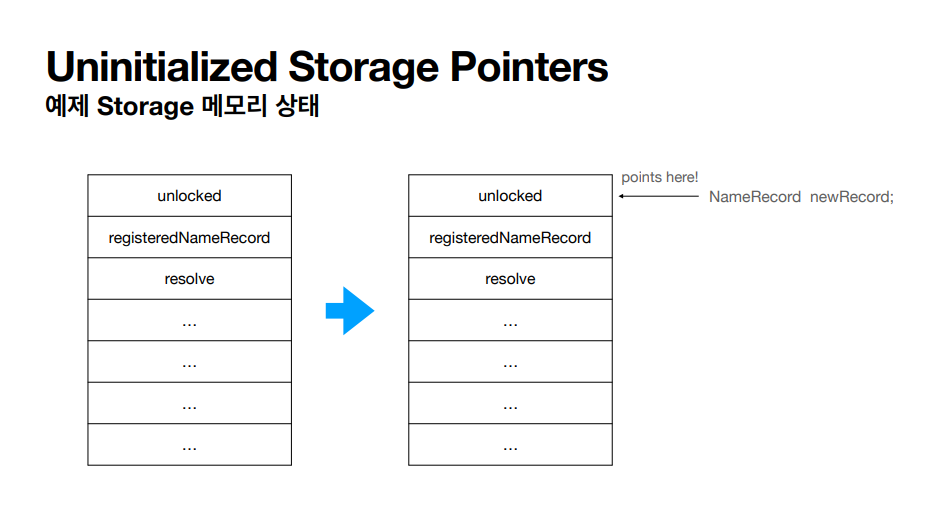 Uninitialized Storage Pointers
예제 Storage 메모리 상태
unlocked
registeredNameRecord
resolve
...
...
...
...
unlocked
registeredNameRecord
resolve
...
...
...
...
points here!
NameRecord newRecord;